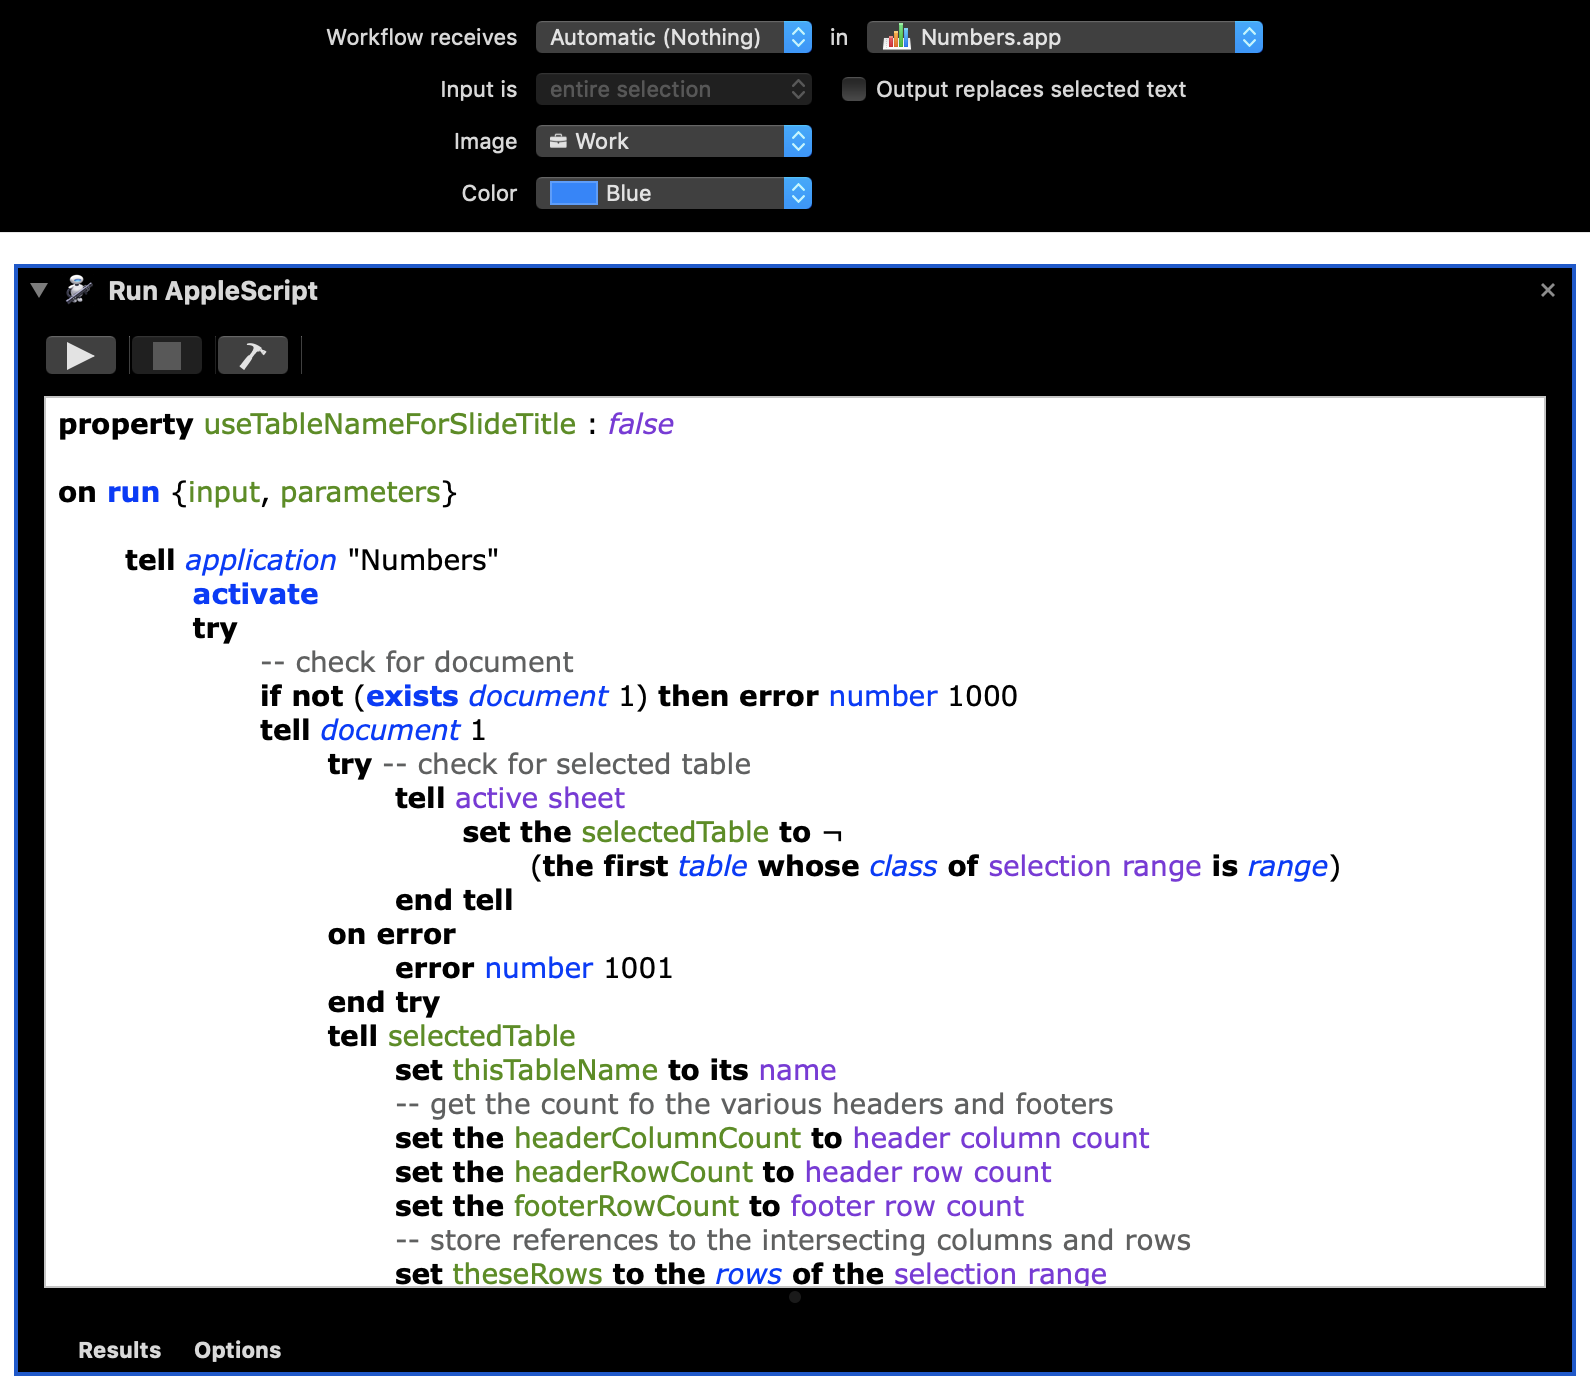 Workflow receives Automatic (Nothing) in Numbers.app
Input is entire selection Output replaces selected text
Image Work
Color Blue
Run AppleScript
property useTableNameForSlideTitle : false
on run {input, parameters}
tell application "Numbers"
activate
try
-- check for document
if not (exists document 1) then error number 1000
tell document 1
try -- check for selected table
tell active sheet
set the selectedTable to ¬
(the first table whose class of selection range is range)
end tell
on error
error number 1001
end try
tell selectedTable
set thisTableName to its name
-- get the count fo the various headers and footers
set the headerColumnCount to header column count
set the headerRowCount to header row count
set the footerRowCount to footer row count
-- store references to the intersecting columns and rows
set theseRows to the rows of the selection range
Results Options